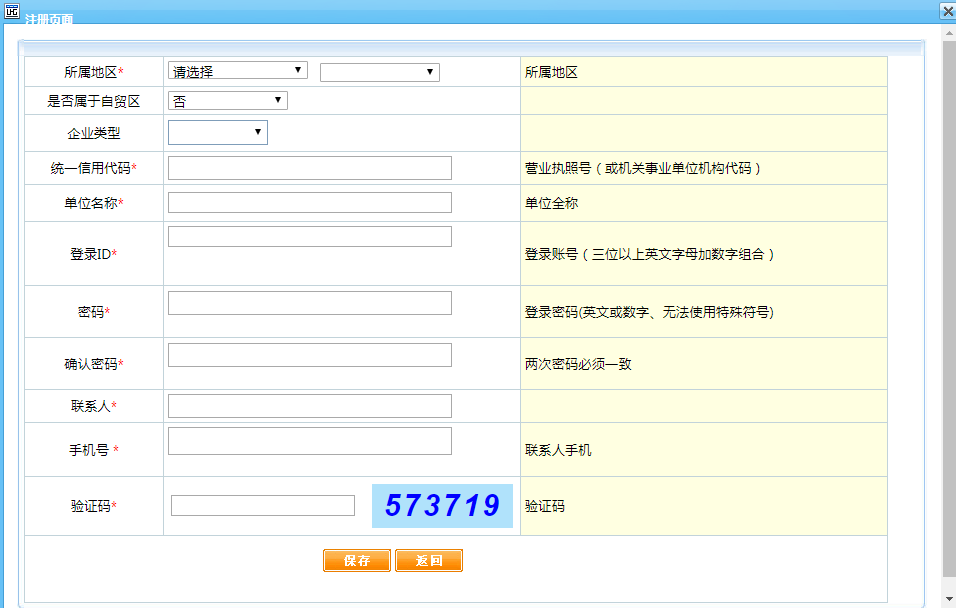 注册页面
所属地区* 请选择 所属地区
是否属于自贸区 否
企业类型
统一信用代码* 营业执照号（或机关事业单位机构代码）
单位名称* 单位全称
登录ID* 登录账号（三位以上英文字母加数字组合）
密码* 登录密码(英文或数字、无法使用特殊符号)
确认密码* 两次密码必须一致
联系人*
手机号 * 联系人手机
验证码* 573719 验证码
保存 返回